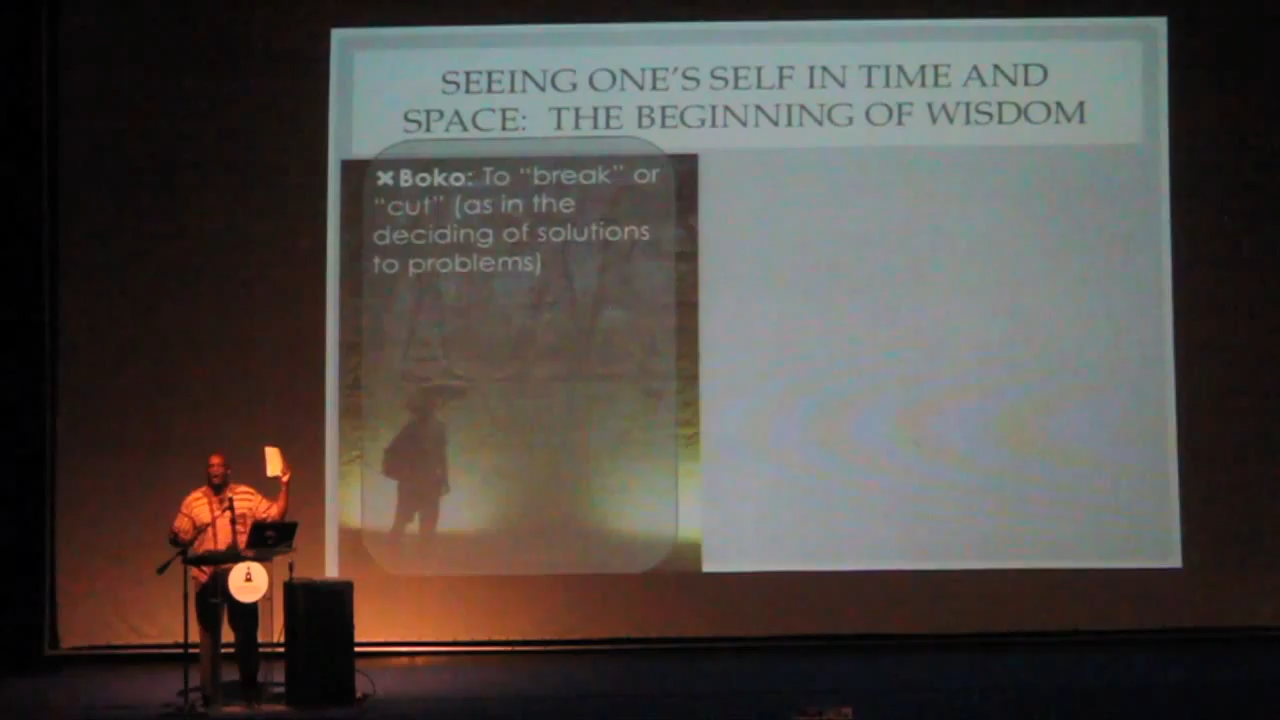 SEEING ONE'S SELF IN TIME AND
SPACE: THE BEGINNING OF WISDOM
Boko: To "break" or
"cut" (as in the
deciding of solutions
to problems)